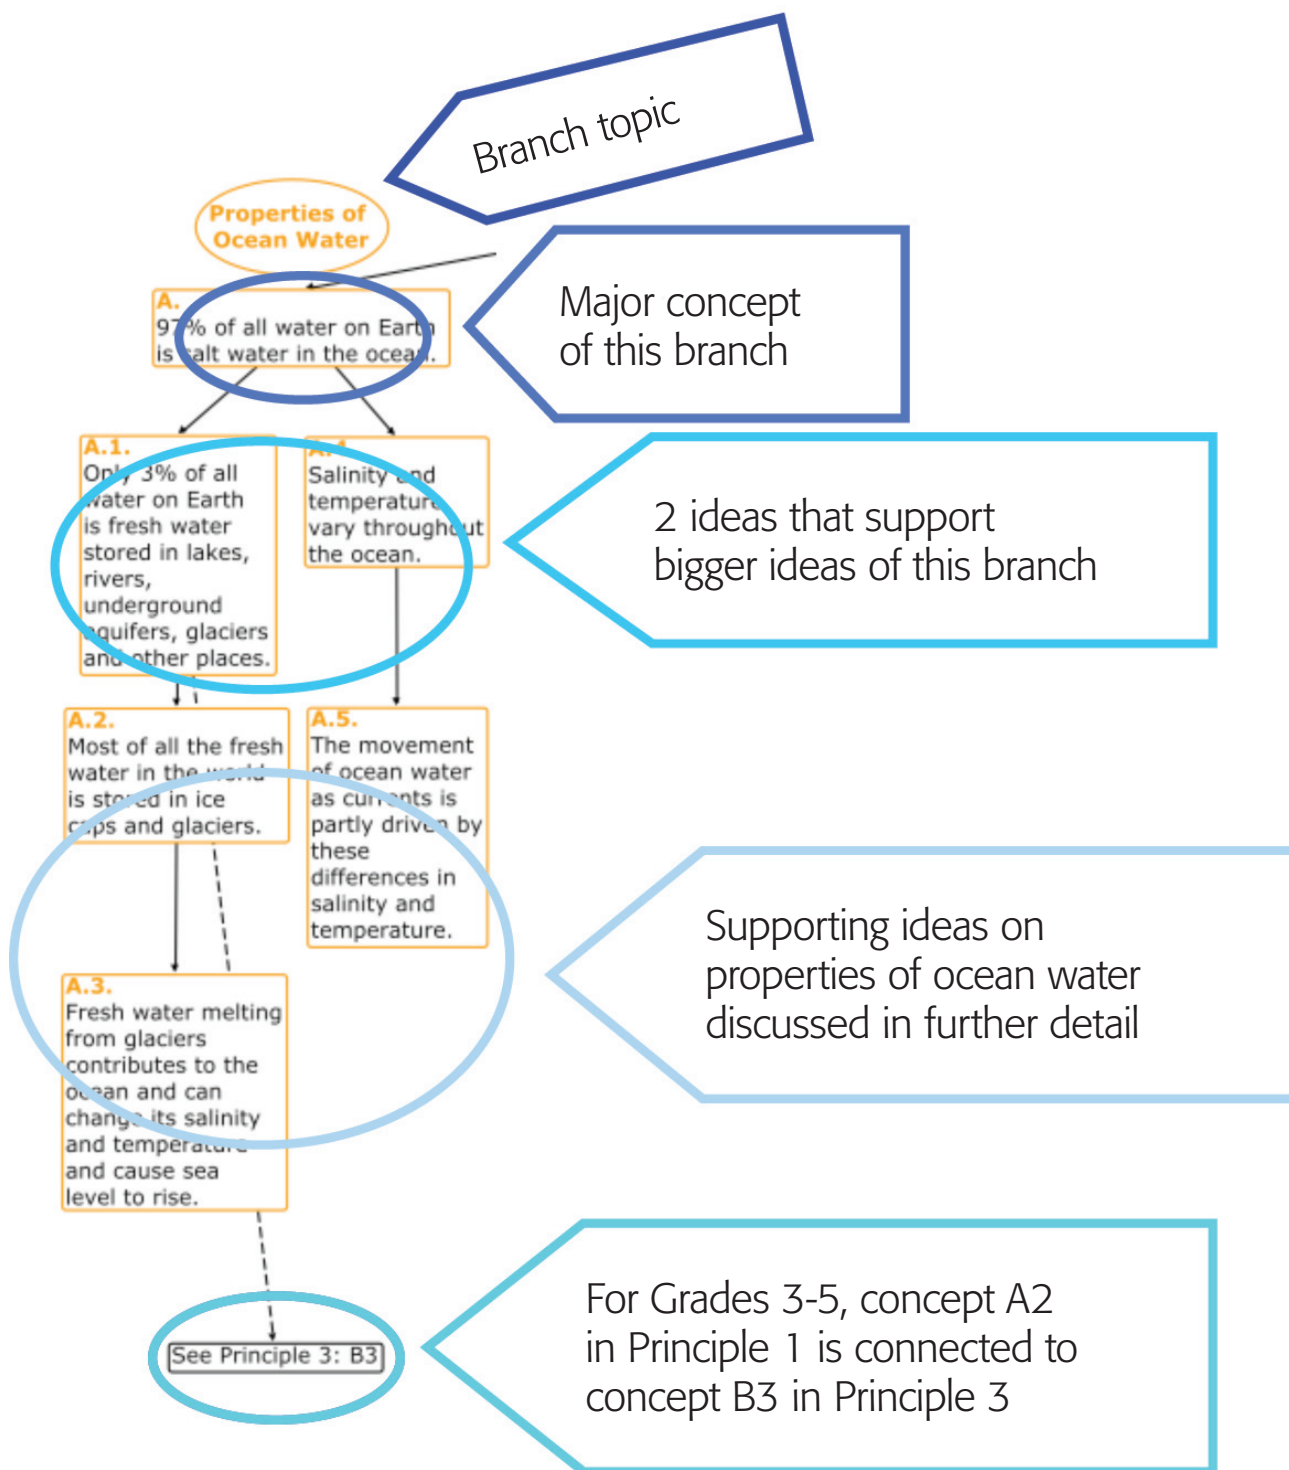 Branch topic
Properties of
Ocean Water
A.
97% of all water on Earth
is salt water in the ocean.
Major concept
of this branch
A.1.
Only 3% of all
water on Earth
is fresh water
stored in lakes,
rivers,
underground
aquifers, glaciers
and other places.
A.4.
Salinity and
temperature
vary throughout
the ocean.
2 ideas that support
bigger ideas of this branch
A.2.
Most of all the fresh
water in the world
is stored in ice
caps and glaciers.
A.5.
The movement
of ocean water
as currents is
partly driven by
these
differences in
salinity and
temperature.
Supporting ideas on
properties of ocean water
discussed in further detail
A.3.
Fresh water melting
from glaciers
contributes to the
ocean and can
change its salinity
and temperature
and cause sea
level to rise.
See Principle 3: B3
For Grades 3-5, concept A2
in Principle 1 is connected to
concept B3 in Principle 3